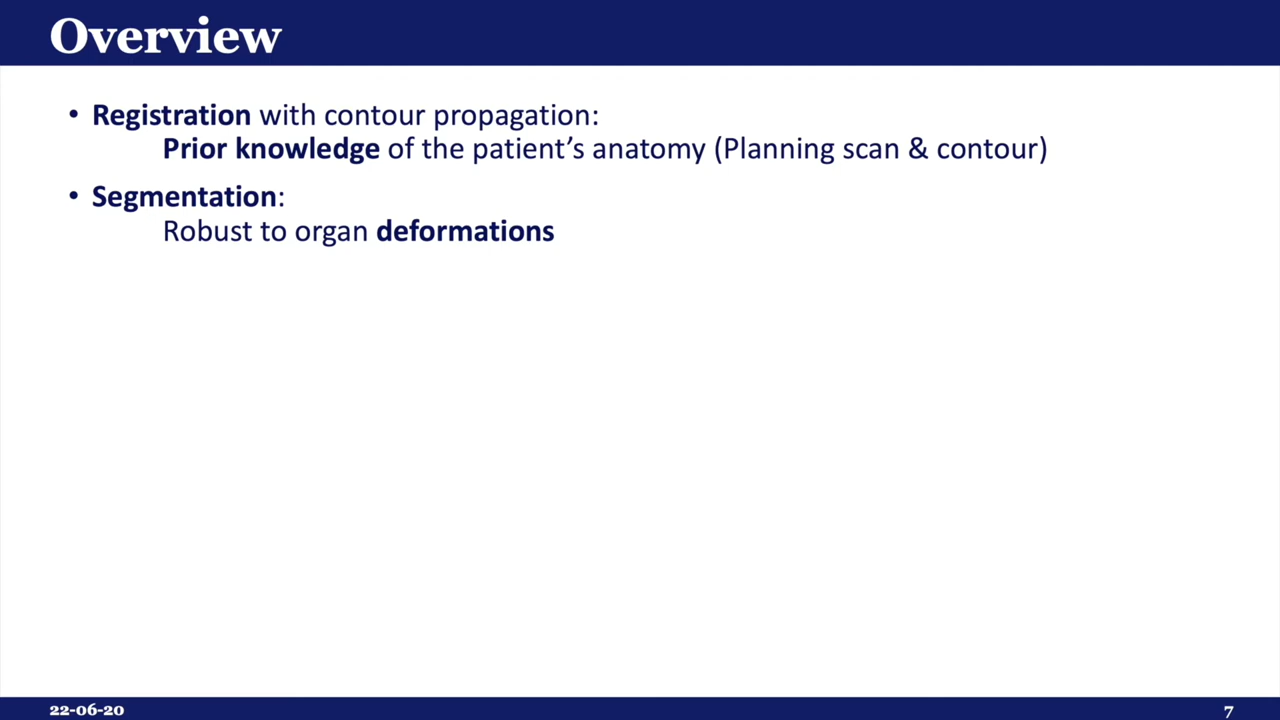 Overview
• Registration with contour propagation:
Prior knowledge of the patient’s anatomy (Planning scan & contour)
• Segmentation:
Robust to organ deformations
22-06-20
7